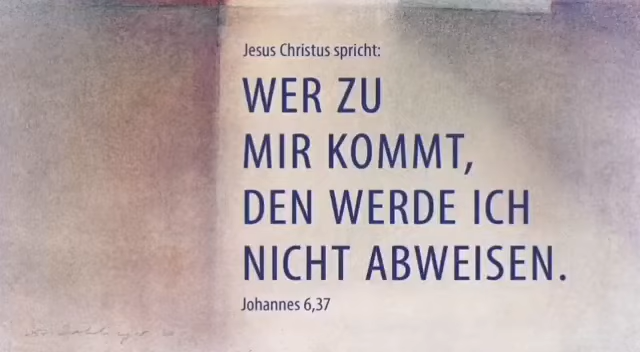 Jesus Christus spricht:
WER ZU
MIR KOMMT,
DEN WERDE ICH
NICHT ABWEISEN.
Johannes 6,37